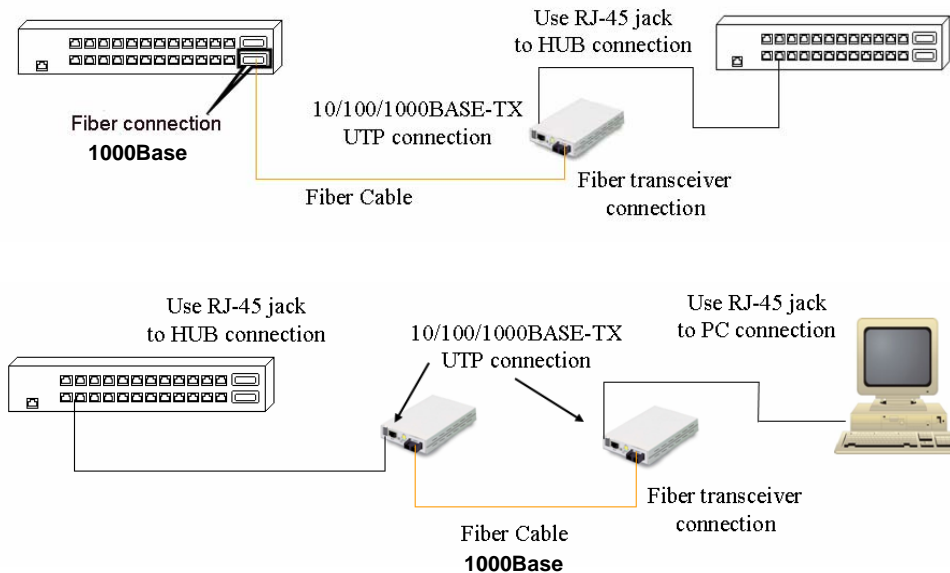 Use RJ-45 jack
to HUB connection
10/100/1000BASE-TX
UTP connection
Fiber connection
1000Base
Fiber Cable
Fiber transceiver
connection
Use RJ-45 jack
to HUB connection
10/100/1000BASE-TX
UTP connection
Use RJ-45 jack
to PC connection
Fiber transceiver
connection
Fiber Cable
1000Base